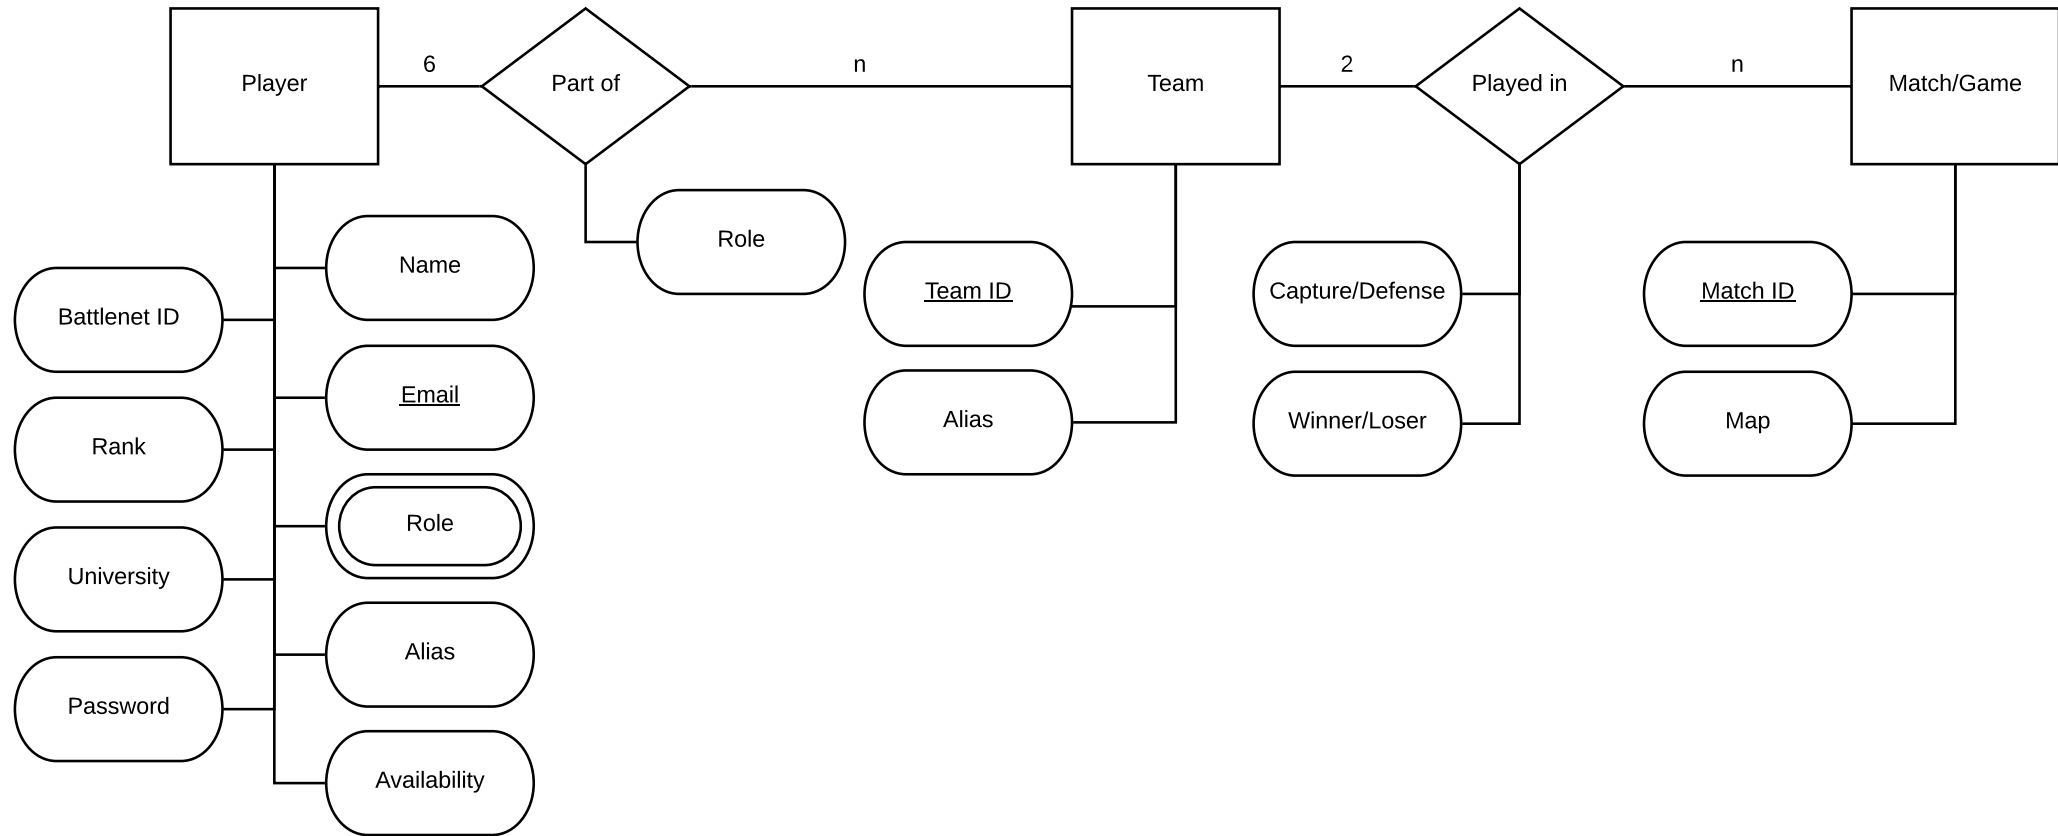 Player
6
Part of
n
Team
2
Played in
n
Match/Game
Name
Battlenet ID
Email
Rank
Role
University
Alias
Password
Availability
Role
Team ID
Alias
Capture/Defense
Winner/Loser
Match ID
Map